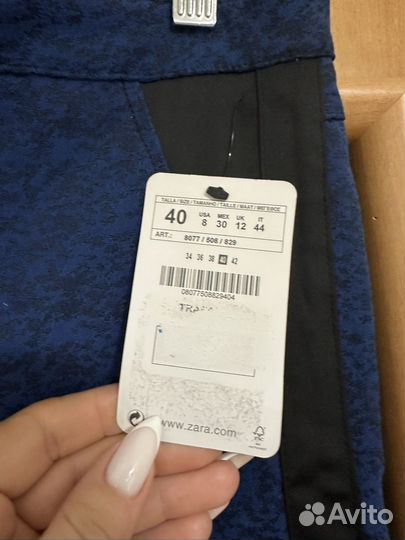 TALLA / SIZE / TAMANHO / TAILLE / MAAT / ΜΕΓΕΘΟΣ
40 USA 8 MEX 30 UK 12 IT 44
ART.: 8077 / 508 / 829
34 36 38 40 42
08077508829404
www.zara.com
Avito